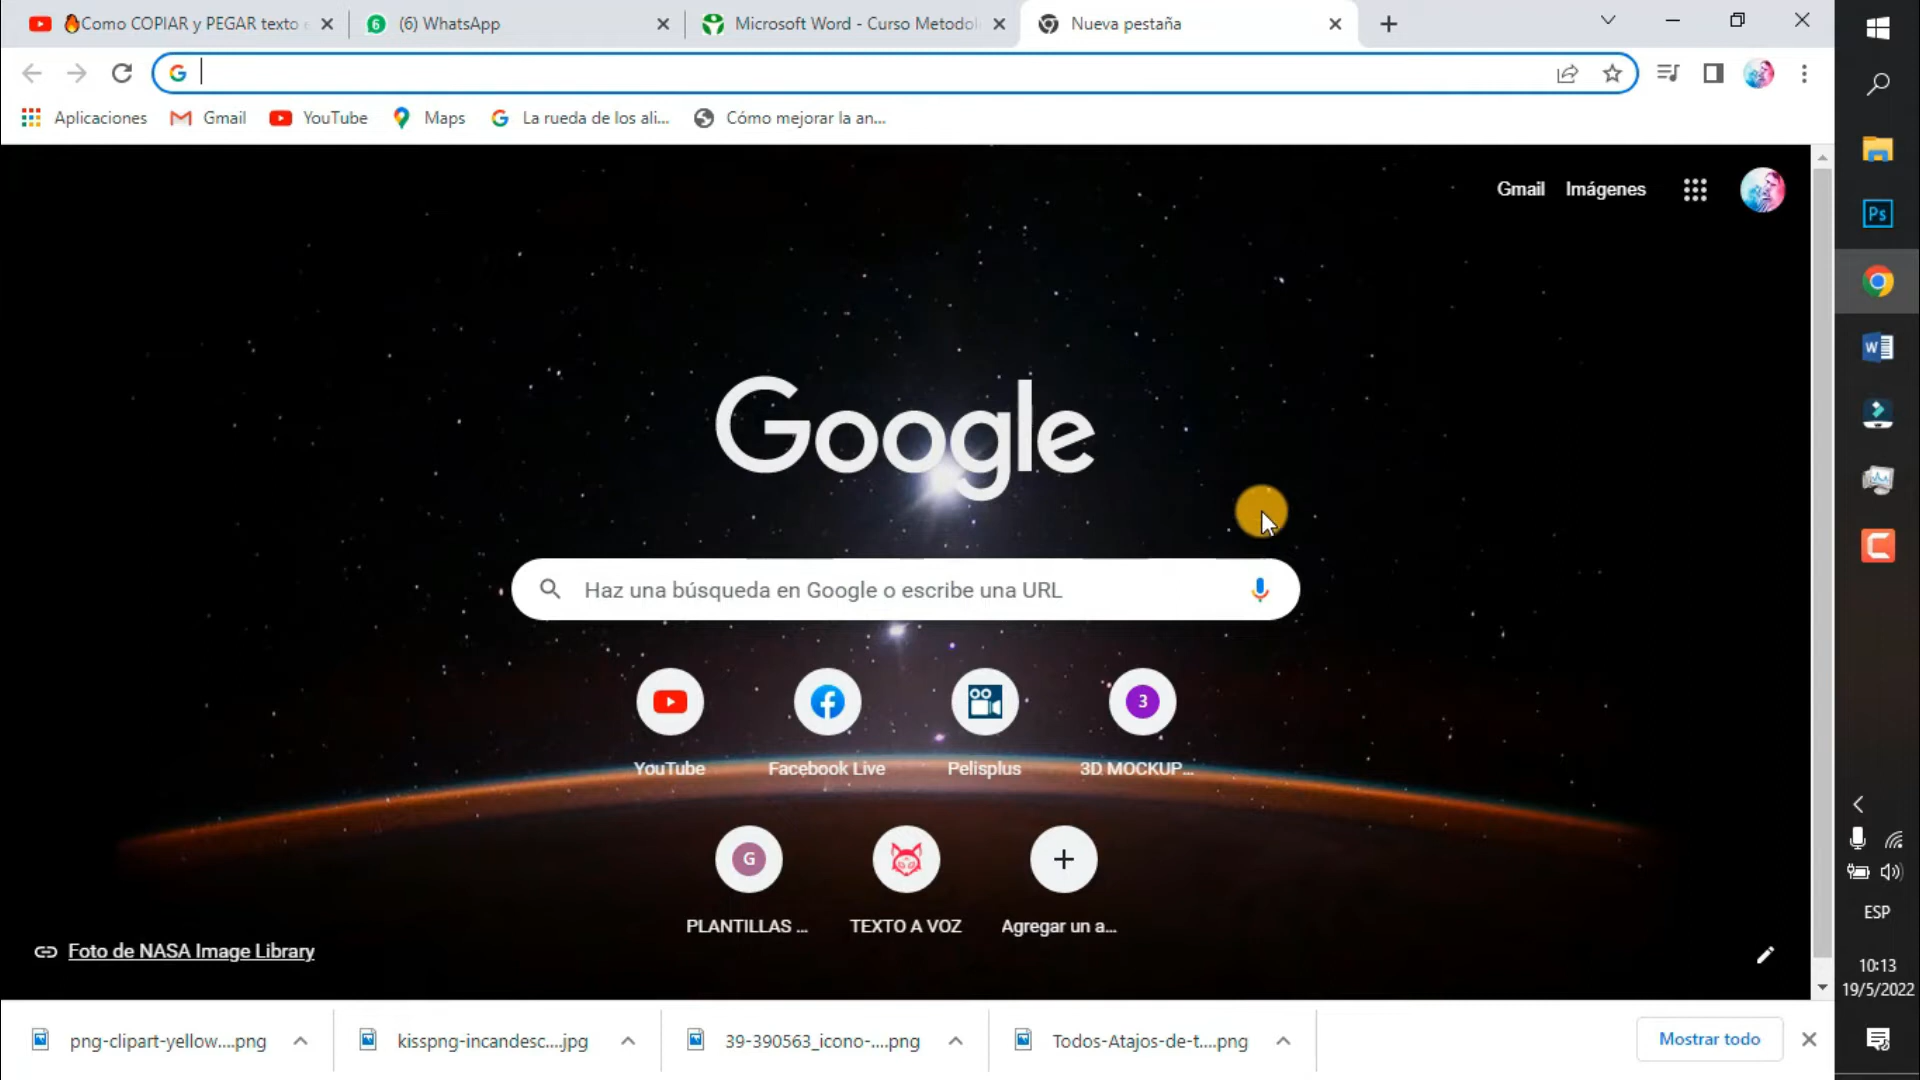 🔥Como COPIAR y PEGAR texto e
6 (6) WhatsApp
Microsoft Word - Curso Metodol
Nueva pestaña
Aplicaciones
Gmail
YouTube
Maps
La rueda de los ali...
Cómo mejorar la an...
Gmail Imágenes
Ps
W
Google
Haz una búsqueda en Google o escribe una URL
3
YouTube
Facebook Live
Pelisplus
3D MOCKUP...
G
PLANTILLAS ...
TEXTO A VOZ
Agregar un a...
Foto de NASA Image Library
ESP
10:13
19/5/2022
png-clipart-yellow....png
kisspng-incandesc....jpg
39-390563_icono-....png
Todos-Atajos-de-t....png
Mostrar todo